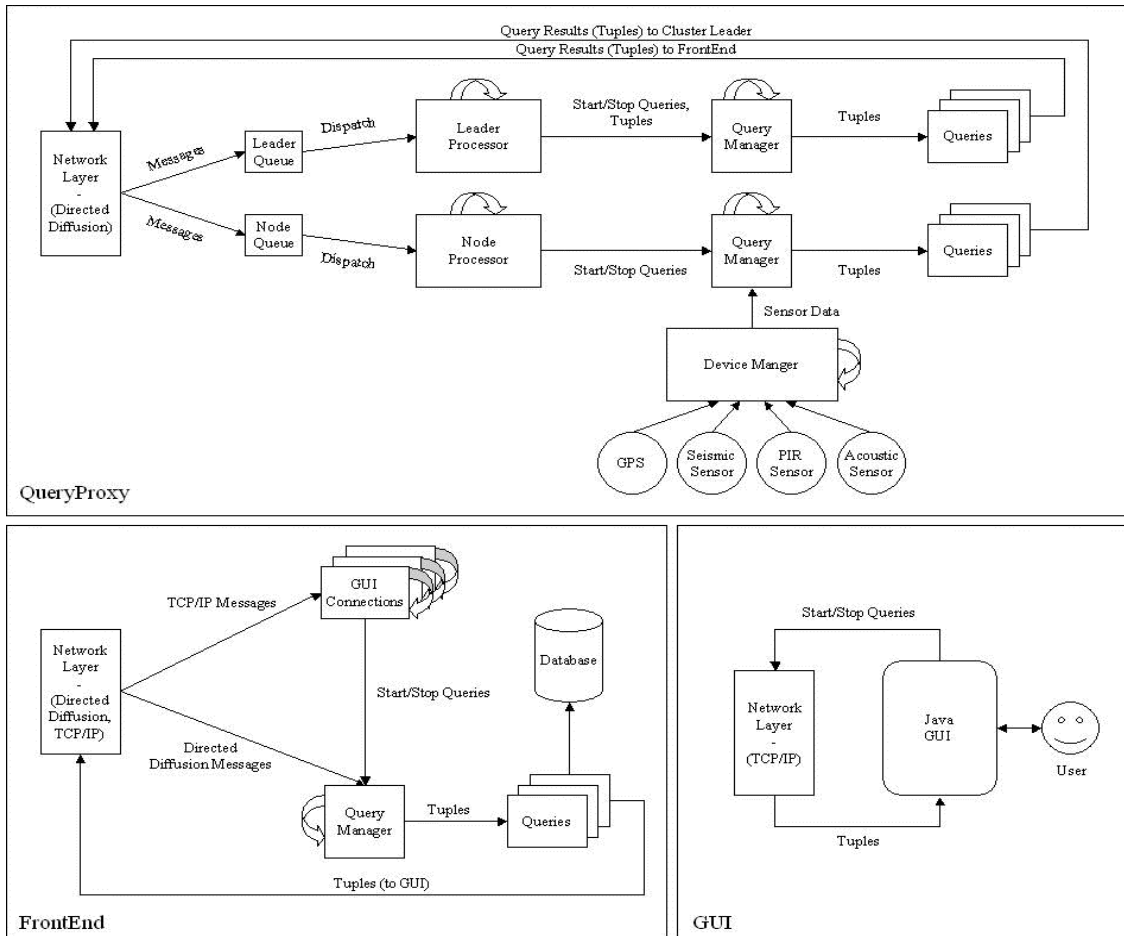 Query Results (Tuples) to Cluster Leader
Query Results (Tuples) to FrontEnd
Network
Layer
-
(Directed
Diffusion)
Messages
Messages
Leader
Queue
Node
Queue
Dispatch
Dispatch
Leader
Processor
Node
Processor
Start/Stop Queries,
Tuples
Start/Stop Queries
Query
Manager
Query
Manager
Tuples
Tuples
Queries
Queries
Sensor Data
Device Manger
GPS
Seismic
Sensor
PIR
Sensor
Acoustic
Sensor
QueryProxy
GUI
Connections
TCP/IP Messages
Network
Layer
-
(Directed
Diffusion,
TCP/IP)
Database
Start/Stop Queries
Directed
Diffusion Messages
Query
Manager
Tuples
Queries
Tuples (to GUI)
FrontEnd
Start/Stop Queries
Network
Layer
-
(TCP/IP)
Java
GUI
User
Tuples
GUI